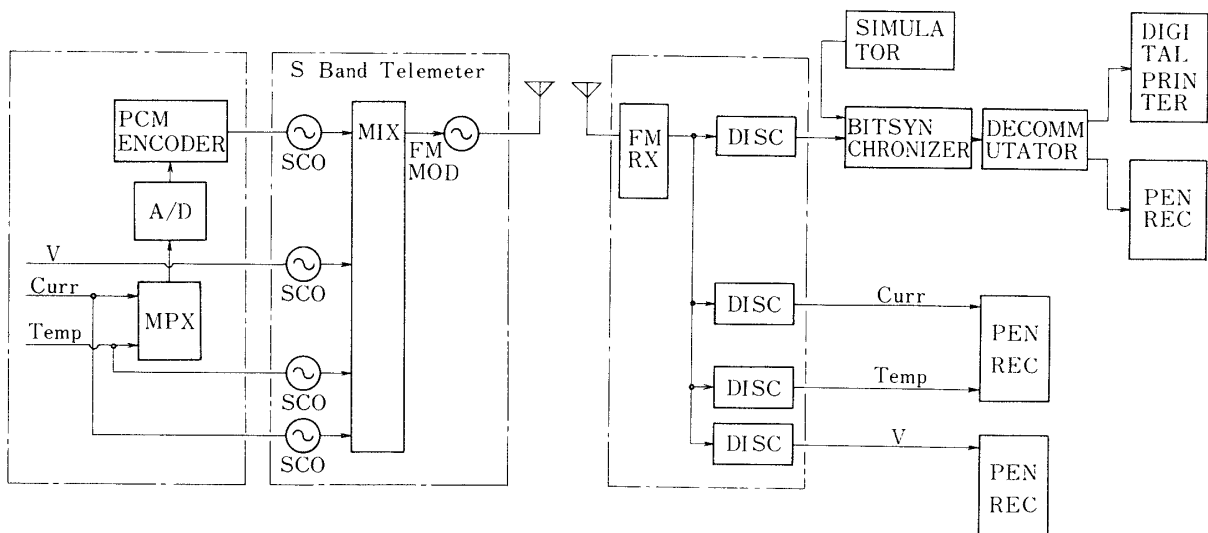 S Band Telemeter
PCM
ENCODER
A/D
V
Curr
Temp
MPX
SCO
SCO
SCO
SCO
MIX
FM
MOD
FM
RX
DISC
DISC
DISC
DISC
SIMULA
TOR
BITSYN
CHRONIZER
DECOMM
UTATOR
DIGI
TAL
PRIN
TER
PEN
REC
Curr
Temp
PEN
REC
V
PEN
REC